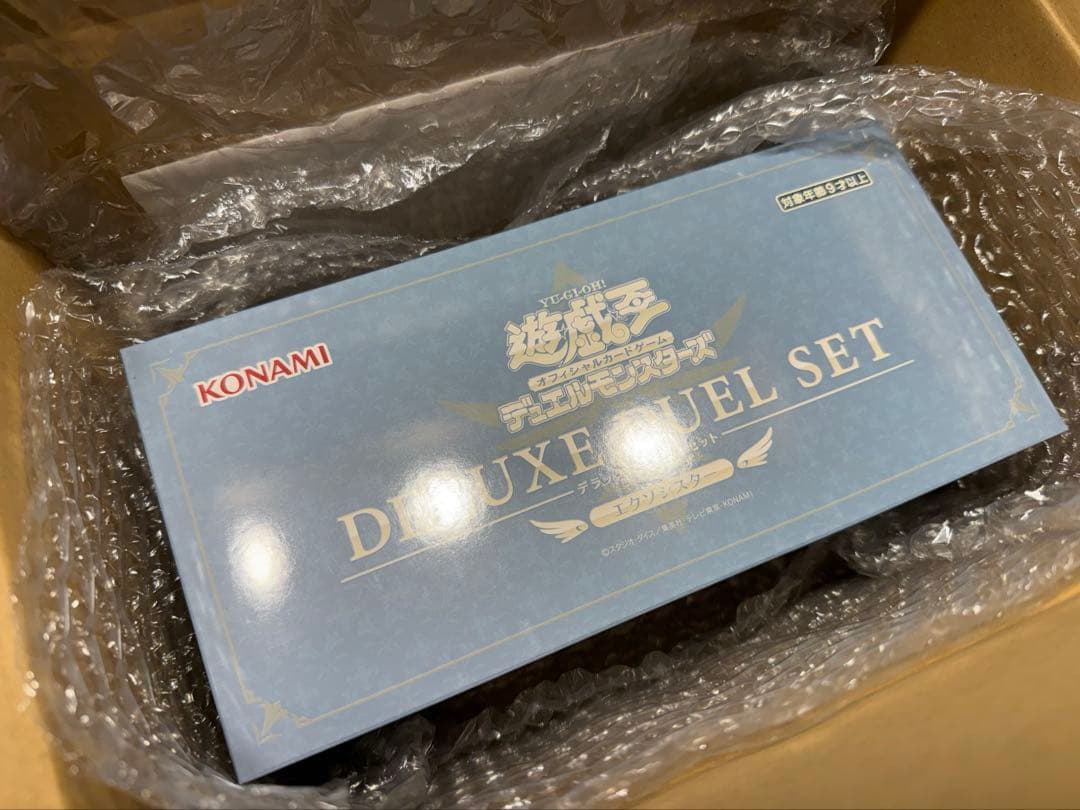 対象年齢9才以上
KONAMI
YU-GI-OH!
遊戯王
オフィシャルカードゲーム
デュエルモンスターズ
DELUXE DUEL SET
エクソシスター
©スタジオ・ダイス/集英社・テレビ東京・KONAMI